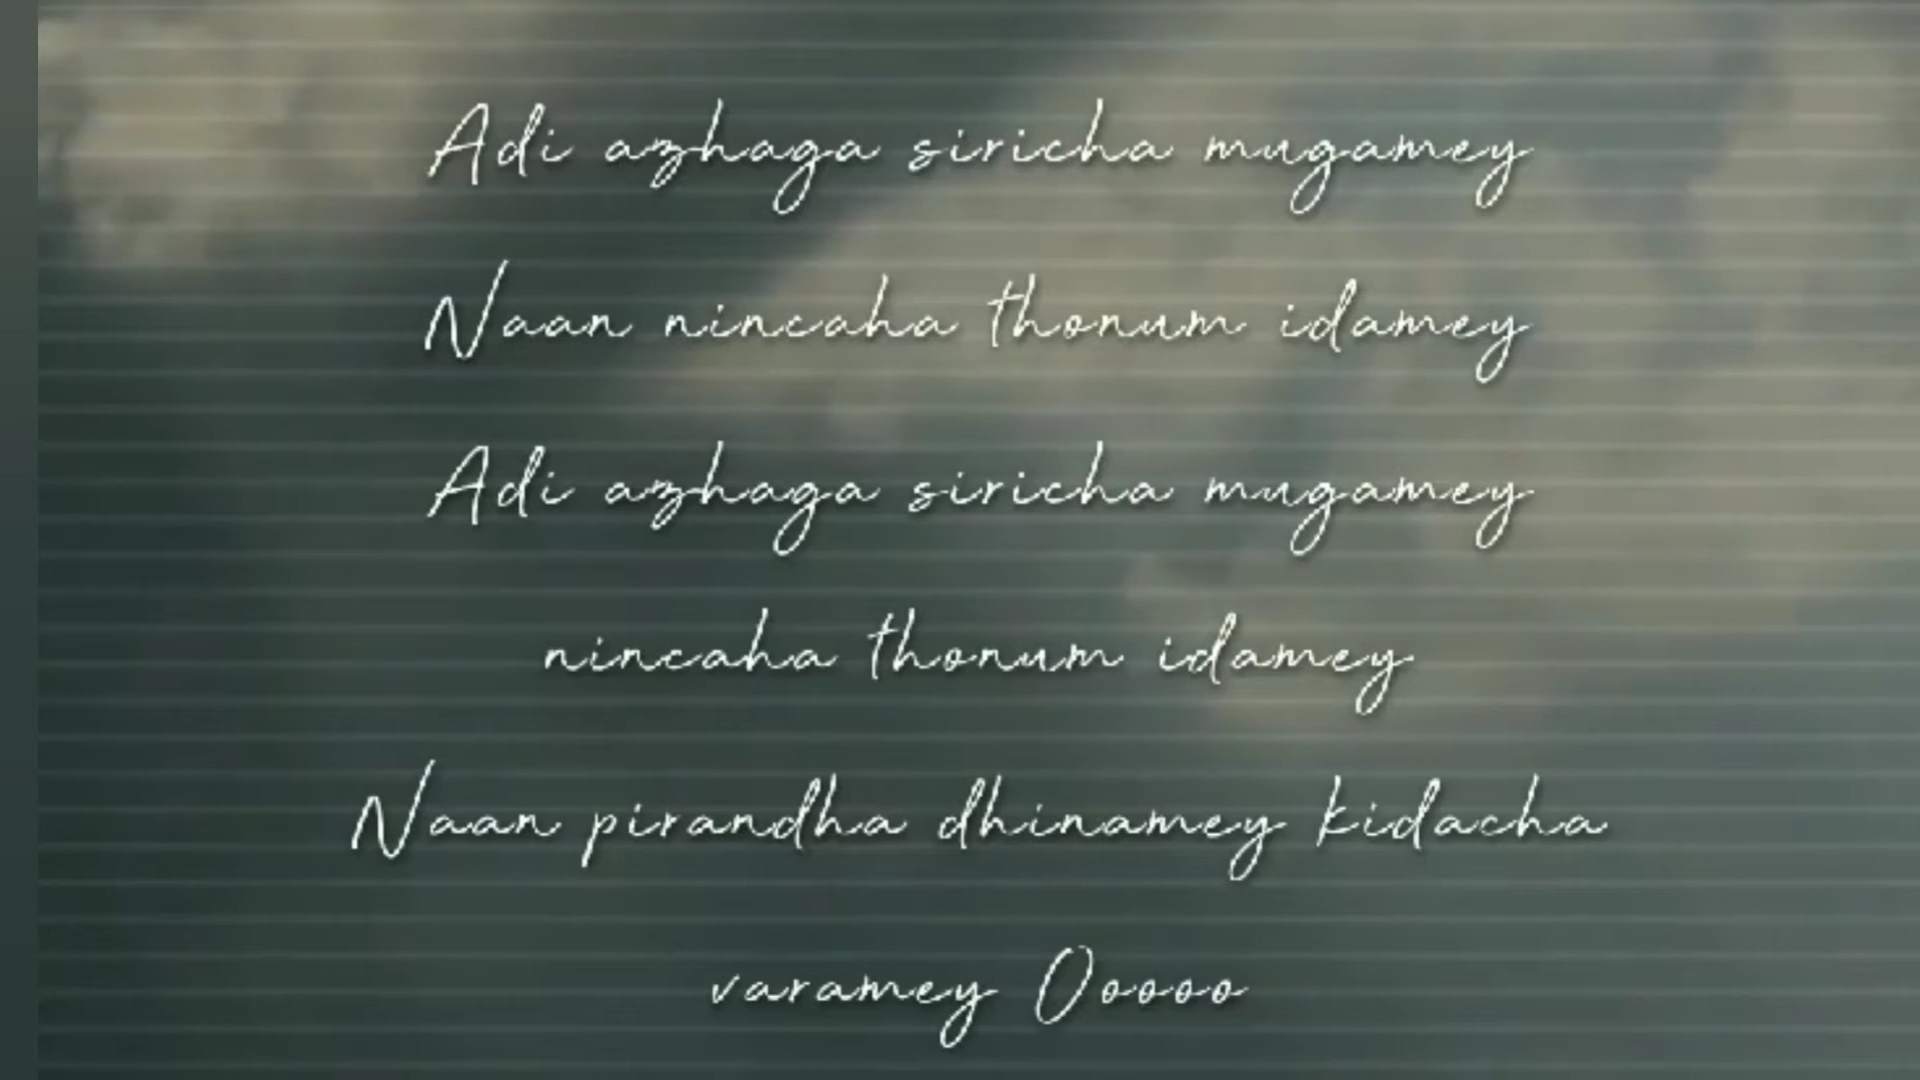 Adi azhaga siricha mugamey
Naan nincaha thonum idamey
Adi azhaga siricha mugamey
nincaha thonum idamey
Naan pirandha dhinamey kidacha
varamey Ooooo